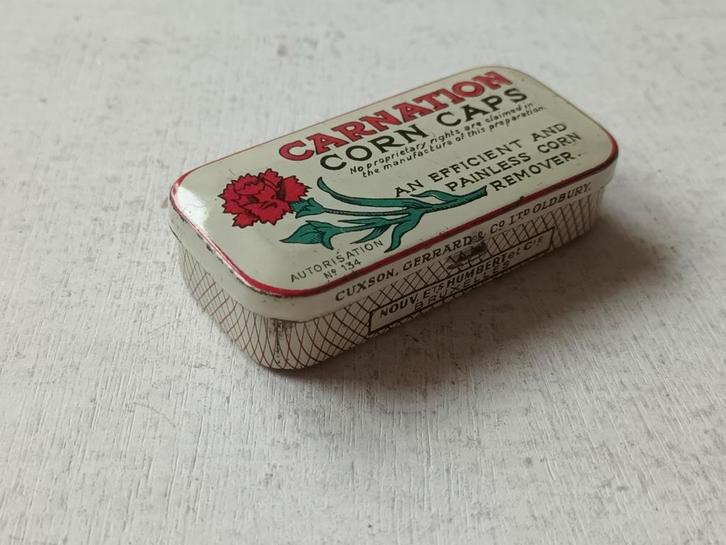 CARNATION
CORN CAPS
No proprietary rights are claimed in
the manufacture of this preparation.
AN EFFICIENT AND
PAINLESS CORN
REMOVER.
AUTORISATION
Nº 134
CUXSON, GERRARD & Cº LTD OLDBURY.
NOUV. ETS HUMBERT et CIE
BRUXELLES